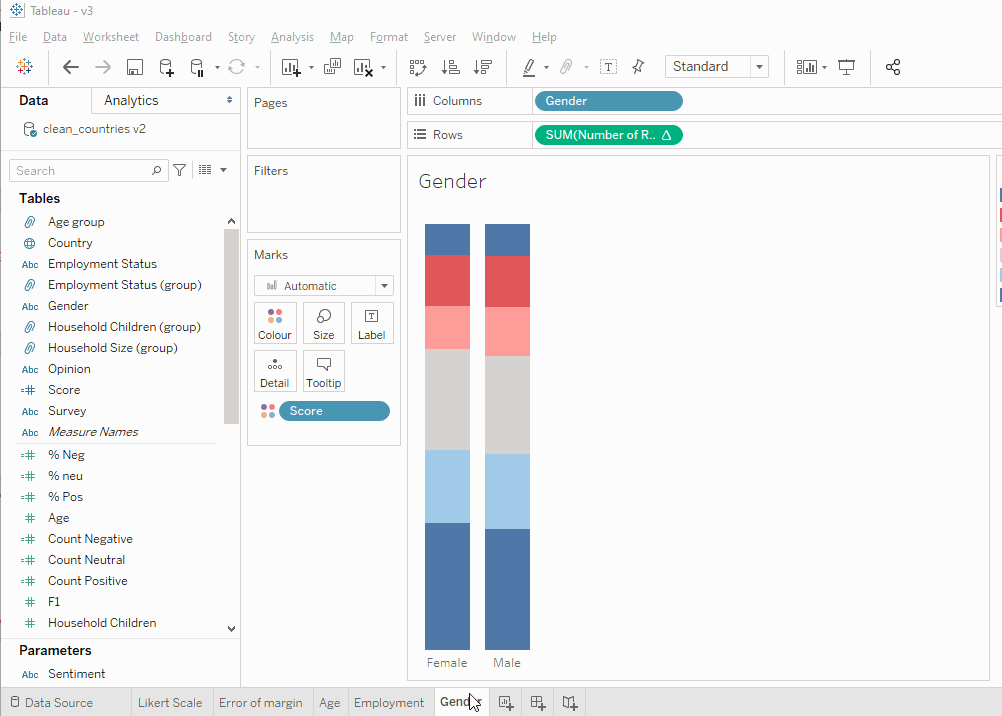 Tableau - v3
File Data Worksheet Dashboard Story Analysis Map Format Server Window Help
Standard
Data
Analytics
clean_countries v2
Search
Tables
Age group
Country
Abc Employment Status
Employment Status (group)
Abc Gender
Household Children (group)
Household Size (group)
Abc Opinion
Score
Abc Survey
Abc Measure Names
% Neg
% neu
% Pos
Age
Count Negative
Count Neutral
Count Positive
F1
Household Children
Parameters
Abc Sentiment
Pages
Filters
Marks
Automatic
Colour Size Label
Detail Tooltip
Score
Columns Gender
Rows SUM(Number of R..
Gender
Female Male
Data Source Likert Scale Error of margin Age Employment Gender